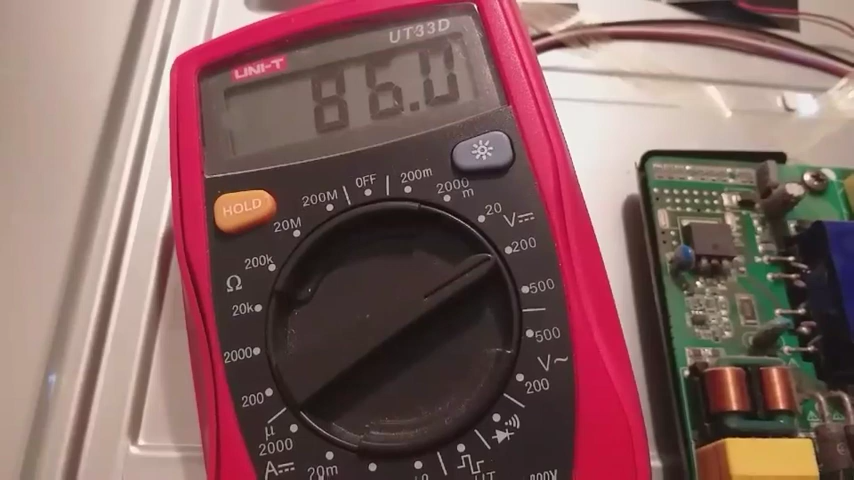 UT33D
UNI-T
86.0
HOLD
OFF
200m
2000
m
20
V⎓
200
500
500
V~
200
200M
20M
200k
Ω
20k
2000
200
μ
2000
A⎓
20m